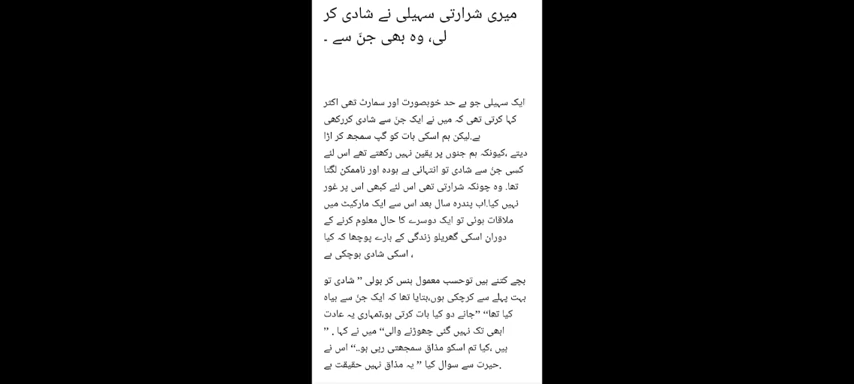 میری شرارتی سہیلی نے شادی کر
لی، وہ بھی جنّ سے ۔
ایک سہیلی جو بے حد خوبصورت اور سمارٹ تھی اکثر
کہا کرتی تھی کہ میں نے ایک جن سے شادی کررکھی
ہے.لیکن ہم اسکی بات کو گپ سمجھ کر اڑا
دیتے ،کیونکہ ہم جنوں پر یقین نہیں رکھتے تھے اس لئے
کسی جنّ سے شادی تو انتہائی بے ہودہ اور ناممکن لگتا
تھا. وہ چونکہ شرارتی تھی اس لئے کبھی اس پر غور
نہیں کیا.اب پندرہ سال بعد اس سے ایک مارکیٹ میں
ملاقات ہوئی تو ایک دوسرے کا حال معلوم کرنے کے
دوران اسکی گھریلو زندگی کے بارے پوچھا کہ کیا
اسکی شادی ہوچکی ہے ،
بچے کتنے ہیں توحسب معمول ہنس کر بولی ” شادی تو
بہت پہلے سے کرچکی ہوں،بتایا تھا کہ ایک جنّ سے بیاہ
کیا تھا“ ”جانے دو کیا بات کرتی ہو،تمہاری یہ عادت
ابھی تک نہیں گئی چھوڑنے والی“ میں نے کہا . ”
ہیں ،کیا تم اسکو مذاق سمجھتی رہی ہو..“ اس نے
حیرت سے سوال کیا ” یہ مذاق نہیں حقیقت ہے.